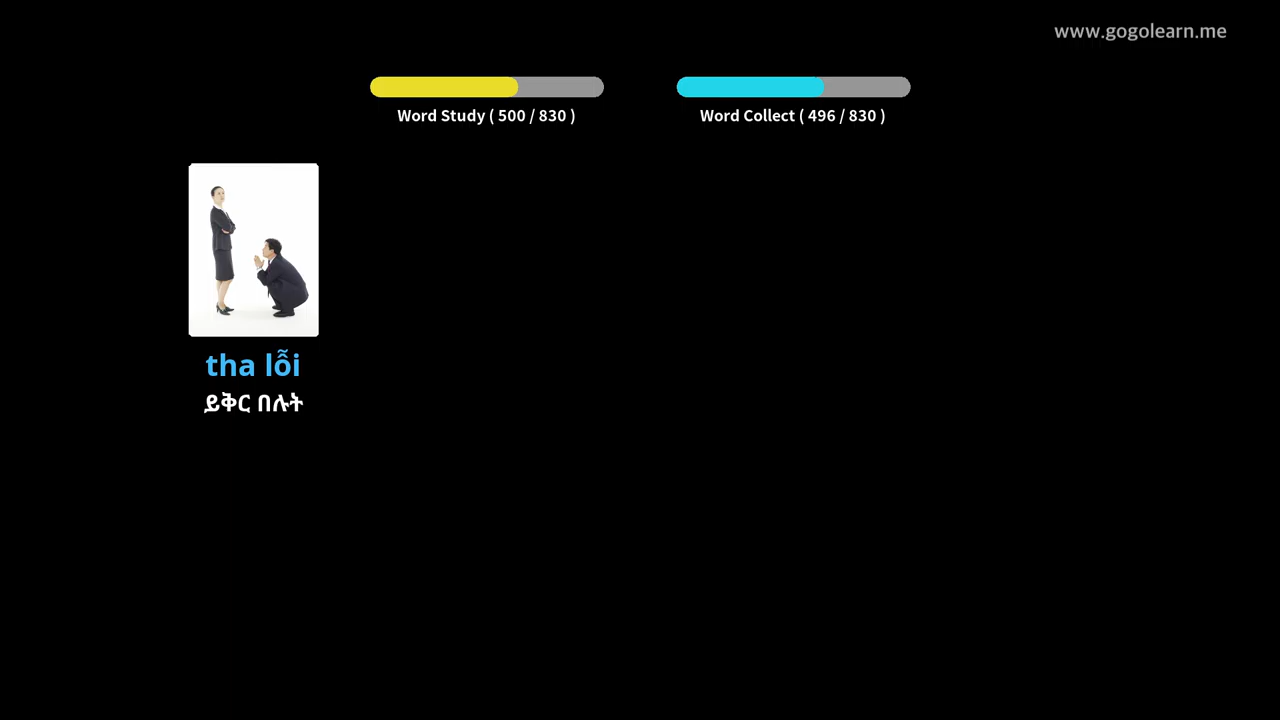 www.gogolearn.me
Word Study ( 500 / 830 )
Word Collect ( 496 / 830 )
tha lỗi
ይቅር በሉት